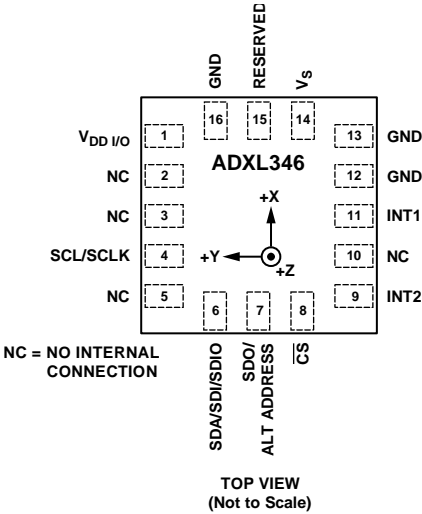 GND
RESERVED
VS
16
15
14
VDD I/O
1
13
GND
NC
2
ADXL346
12
GND
+X
NC
3
11
INT1
SCL/SCLK
4
+Y
+Z
10
NC
NC
5
9
INT2
6
7
8
NC = NO INTERNAL
CONNECTION
SDA/SDI/SDIO
SDO/
ALT ADDRESS
CS
TOP VIEW
(Not to Scale)